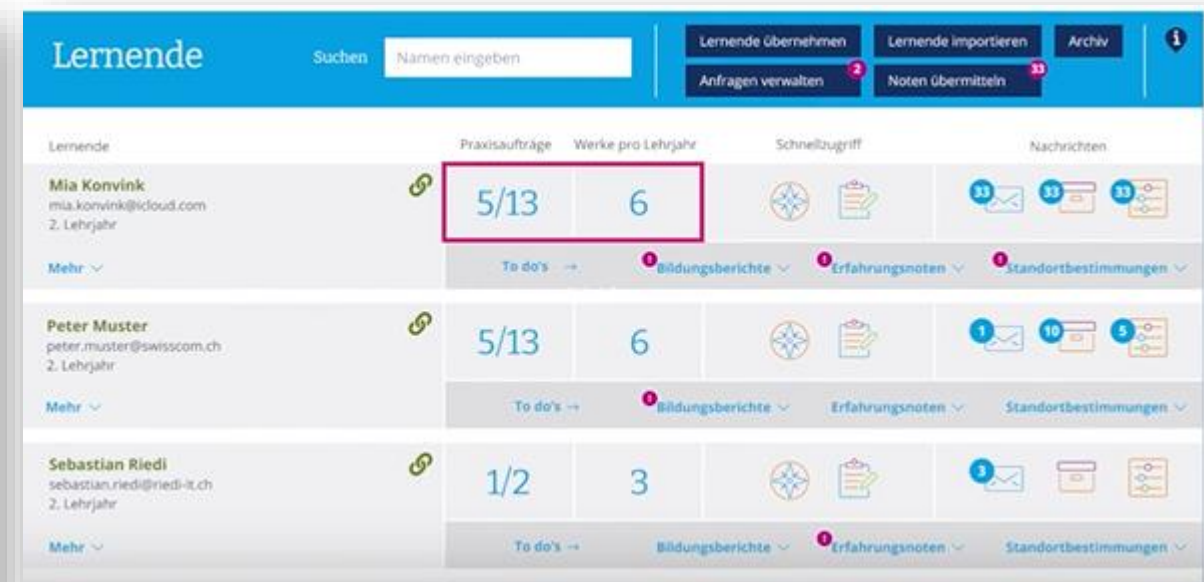 Lernende
Suchen
Namen eingeben
Lernende übernehmen
Lernende importieren
Archiv
Anfragen verwalten
2
Noten übermitteln
33
Lernende
Praxisaufträge
Werke pro Lehrjahr
Schnellzugriff
Nachrichten
Mia Konvink
mia.konvink@icloud.com
2. Lehrjahr
5/13
6
33
33
33
Mehr
To do's →
! Bildungsberichte
! Erfahrungsnoten
! Standortbestimmungen
Peter Muster
peter.muster@swisscom.ch
2. Lehrjahr
5/13
6
1
10
5
Mehr
To do's →
! Bildungsberichte
Erfahrungsnoten
Standortbestimmungen
Sebastian Riedi
sebastian.riedi@riedi-it.ch
2. Lehrjahr
1/2
3
3
Mehr
To do's →
Bildungsberichte
! Erfahrungsnoten
Standortbestimmungen